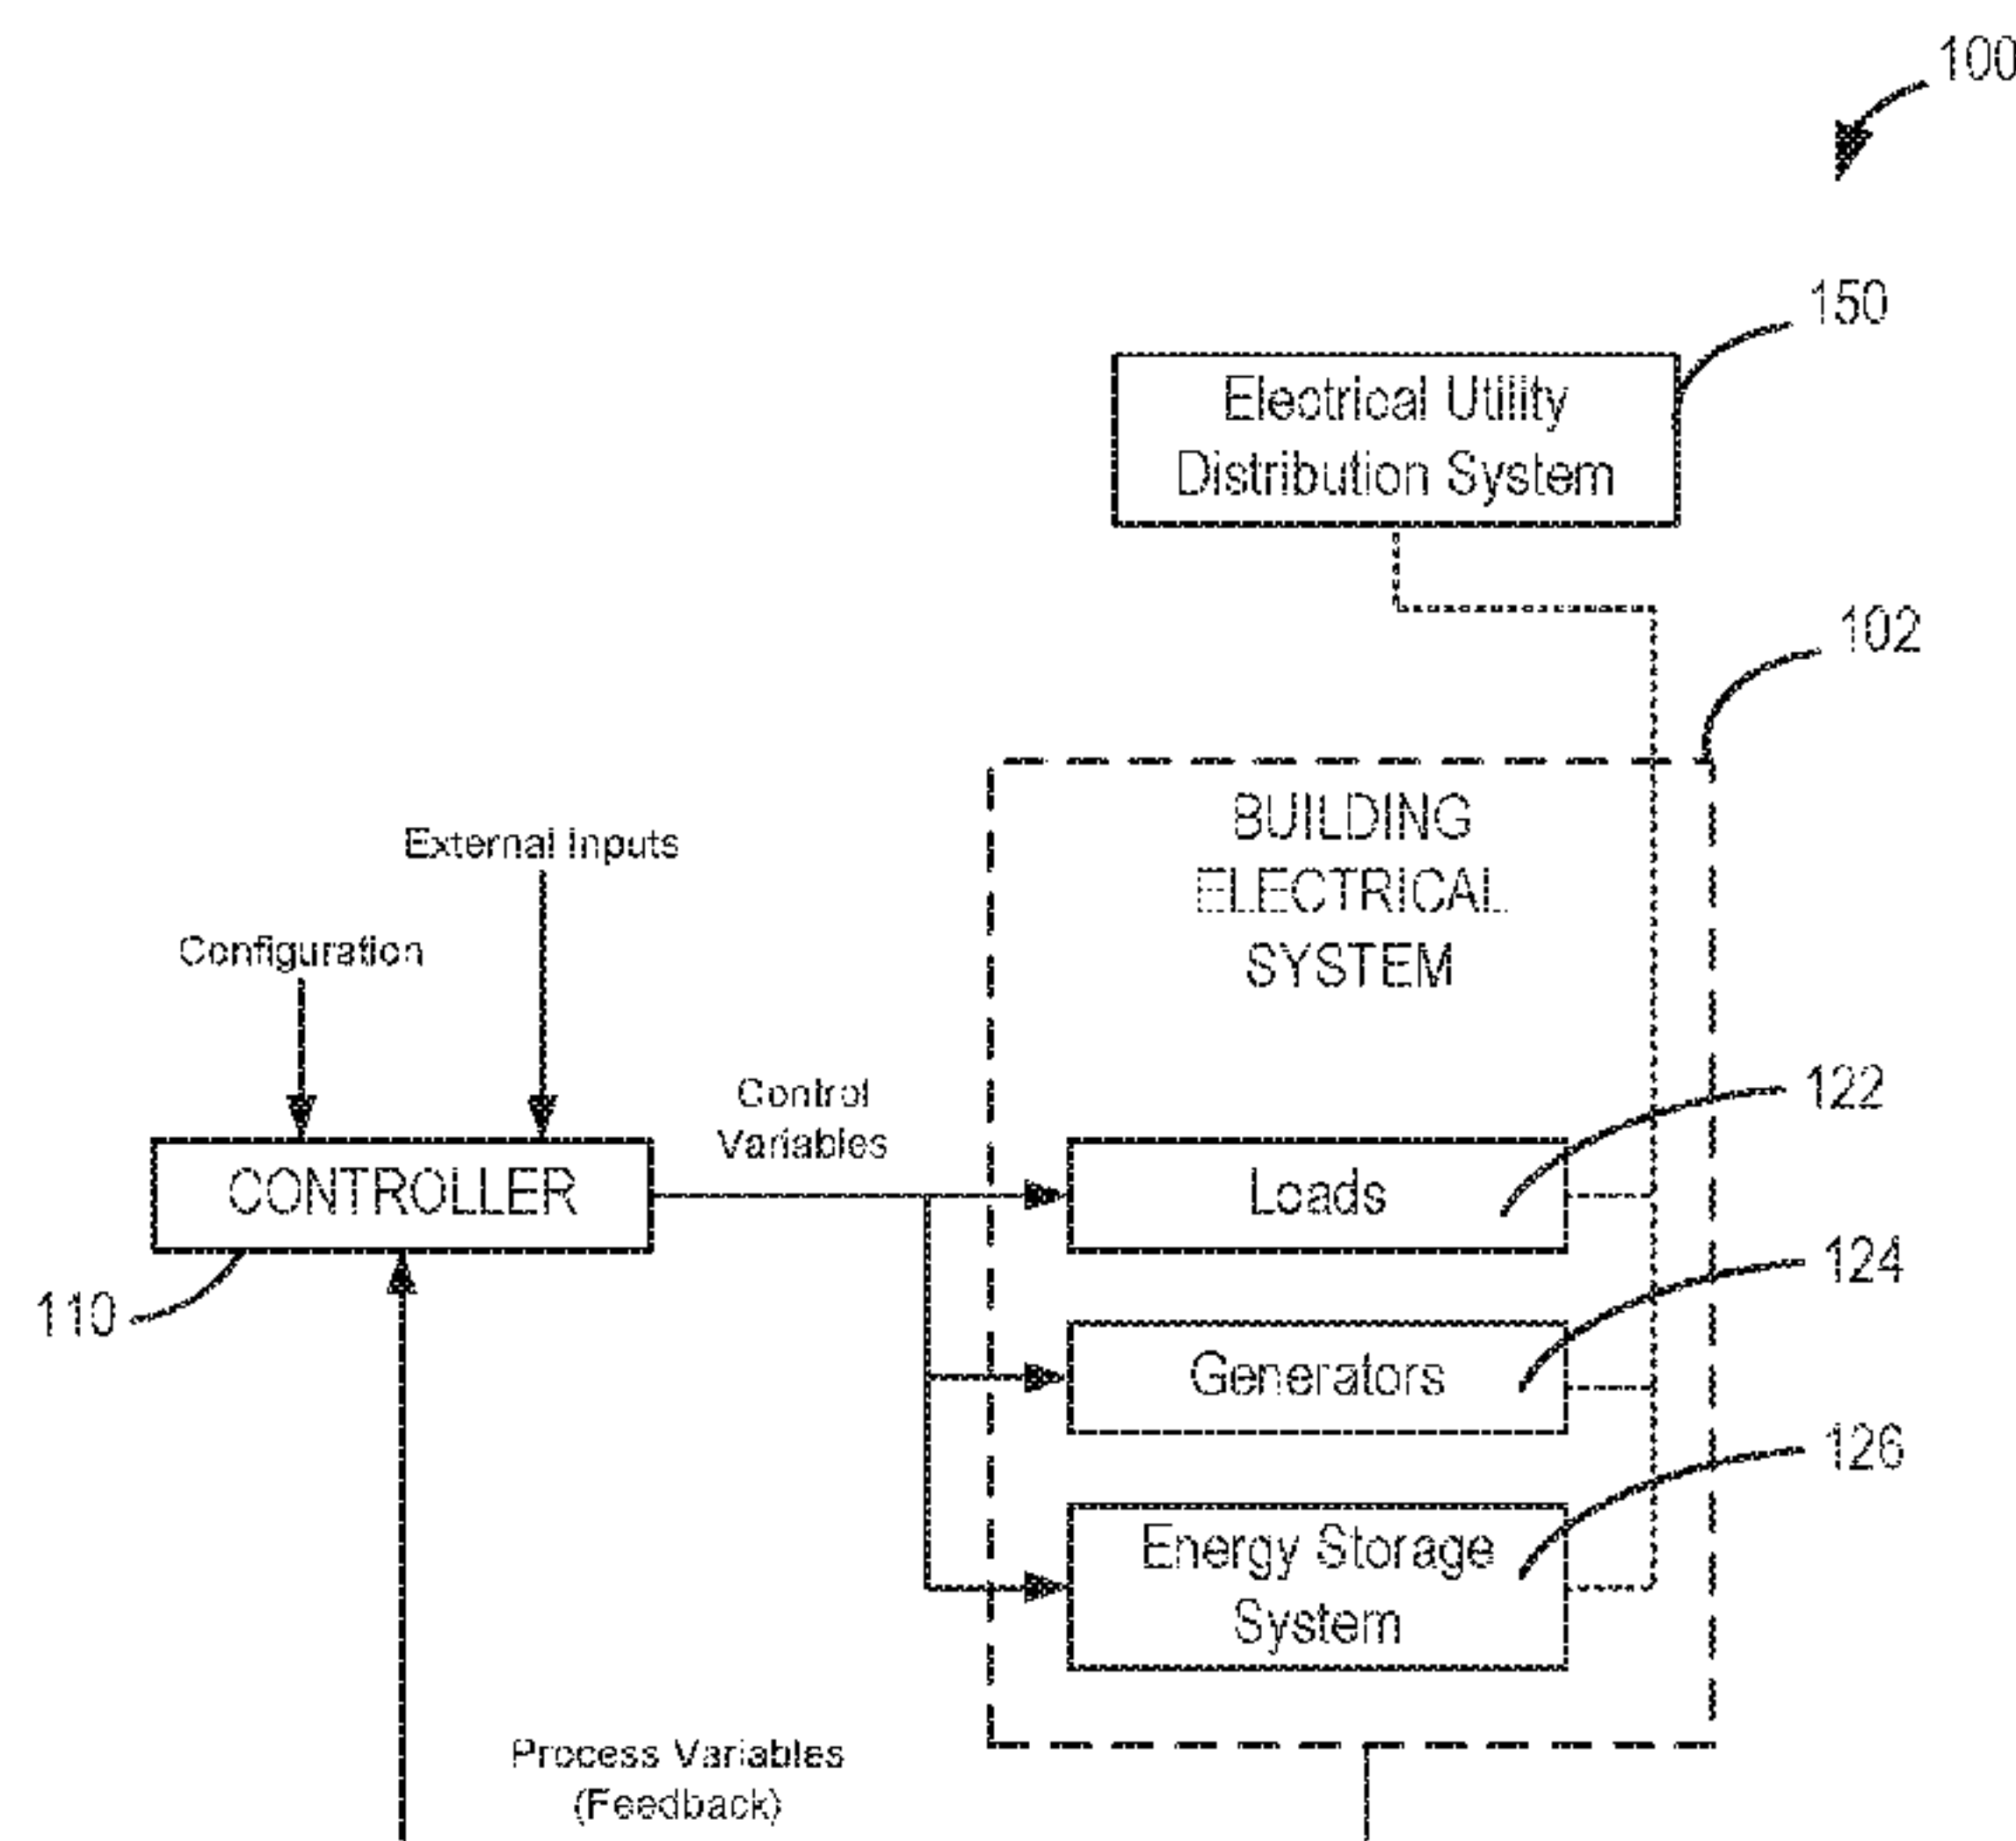 100
150
Electrical Utility
Distribution System
102
BUILDING
ELECTRICAL
SYSTEM
External Inputs
Configuration
Control
Variables
122
CONTROLLER
Loads
124
110
Generators
126
Energy Storage
System
Process Variables
(Feedback)